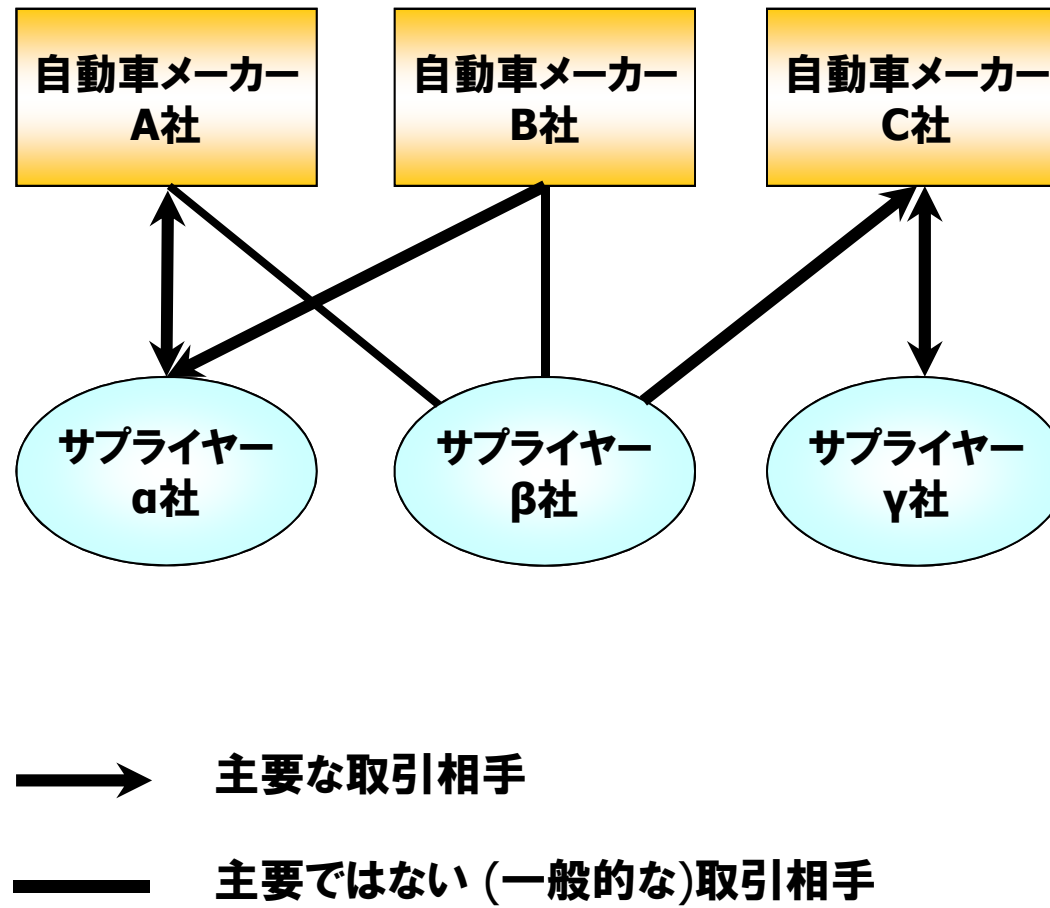 自動車メーカー
A社
自動車メーカー
B社
自動車メーカー
C社
サプライヤー
α社
サプライヤー
β社
サプライヤー
γ社
主要な取引相手
主要ではない (一般的な)取引相手